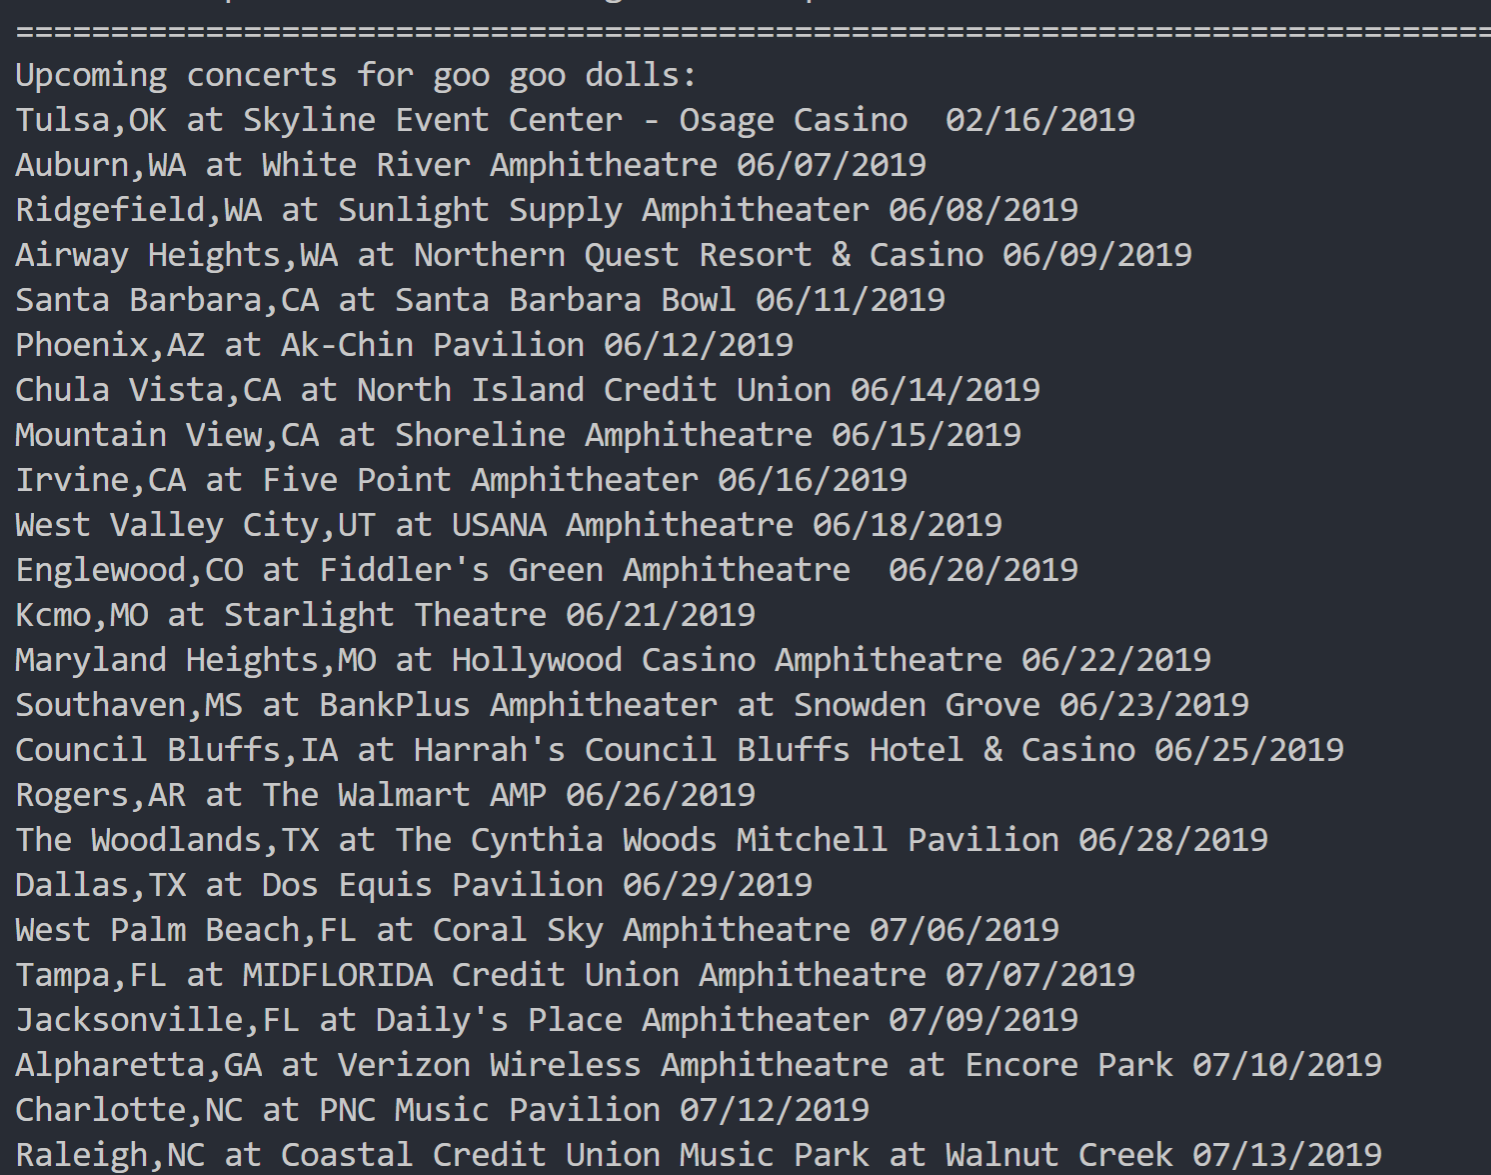 ================================================================================
Upcoming concerts for goo goo dolls:
Tulsa,OK at Skyline Event Center - Osage Casino  02/16/2019
Auburn,WA at White River Amphitheatre 06/07/2019
Ridgefield,WA at Sunlight Supply Amphitheater 06/08/2019
Airway Heights,WA at Northern Quest Resort & Casino 06/09/2019
Santa Barbara,CA at Santa Barbara Bowl 06/11/2019
Phoenix,AZ at Ak-Chin Pavilion 06/12/2019
Chula Vista,CA at North Island Credit Union 06/14/2019
Mountain View,CA at Shoreline Amphitheatre 06/15/2019
Irvine,CA at Five Point Amphitheater 06/16/2019
West Valley City,UT at USANA Amphitheatre 06/18/2019
Englewood,CO at Fiddler's Green Amphitheatre  06/20/2019
Kcmo,MO at Starlight Theatre 06/21/2019
Maryland Heights,MO at Hollywood Casino Amphitheatre 06/22/2019
Southaven,MS at BankPlus Amphitheater at Snowden Grove 06/23/2019
Council Bluffs,IA at Harrah's Council Bluffs Hotel & Casino 06/25/2019
Rogers,AR at The Walmart AMP 06/26/2019
The Woodlands,TX at The Cynthia Woods Mitchell Pavilion 06/28/2019
Dallas,TX at Dos Equis Pavilion 06/29/2019
West Palm Beach,FL at Coral Sky Amphitheatre 07/06/2019
Tampa,FL at MIDFLORIDA Credit Union Amphitheatre 07/07/2019
Jacksonville,FL at Daily's Place Amphitheater 07/09/2019
Alpharetta,GA at Verizon Wireless Amphitheatre at Encore Park 07/10/2019
Charlotte,NC at PNC Music Pavilion 07/12/2019
Raleigh,NC at Coastal Credit Union Music Park at Walnut Creek 07/13/2019